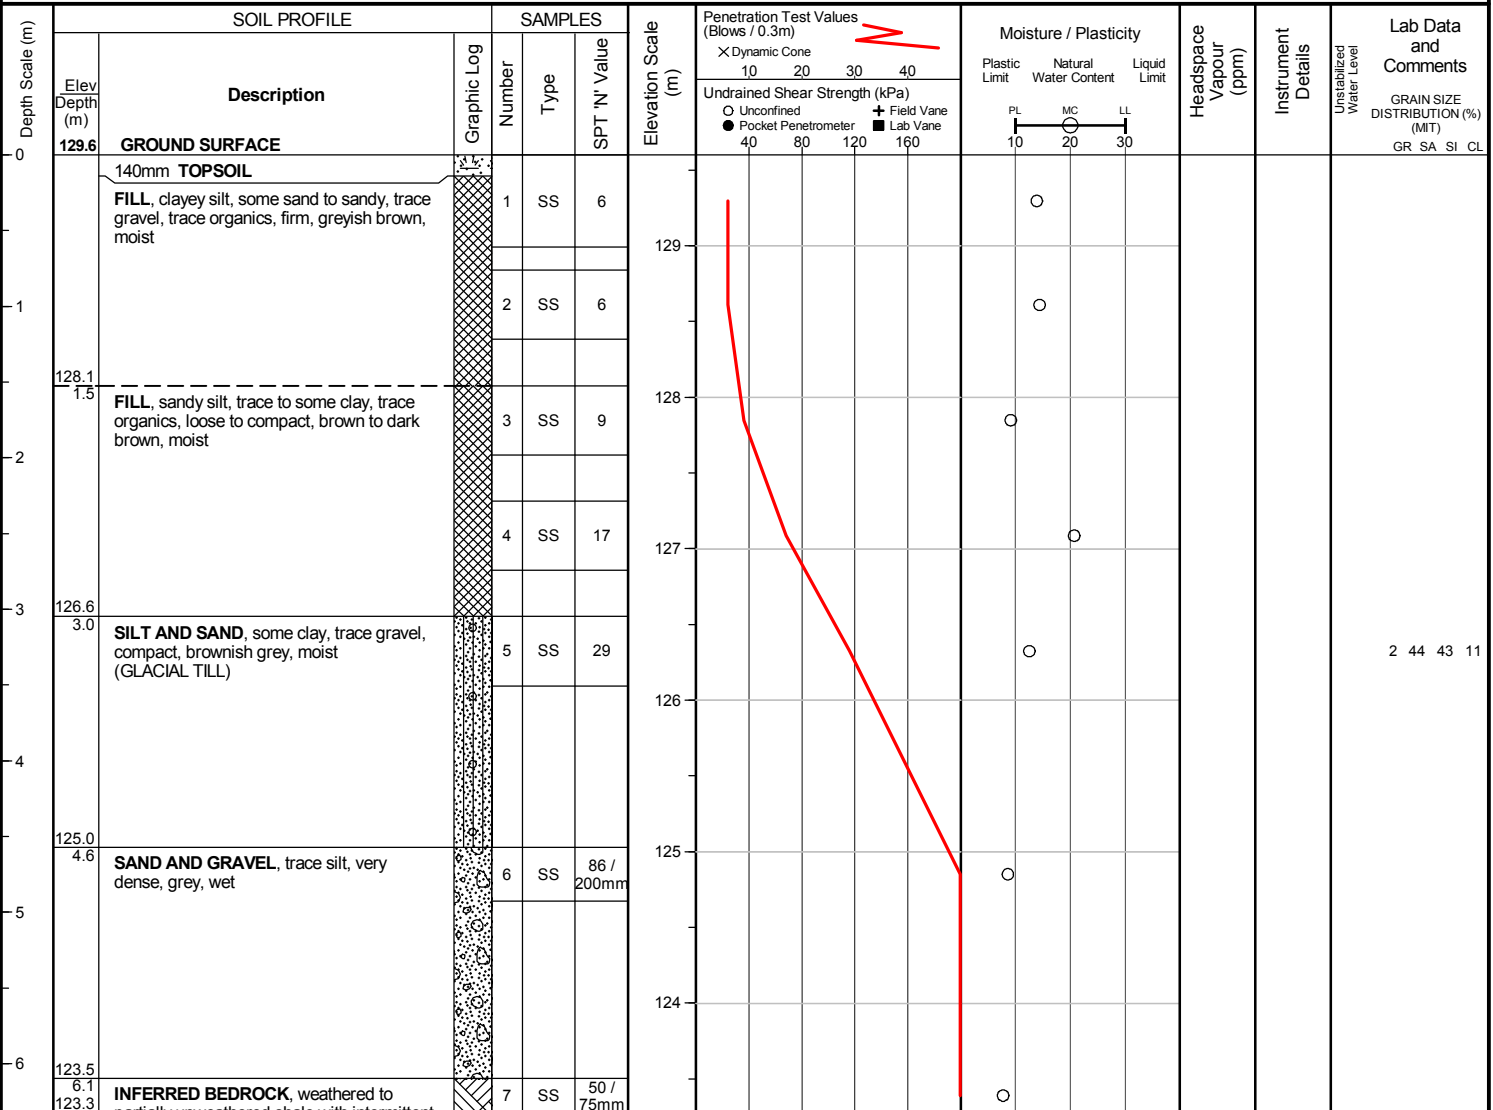 SOIL PROFILE
SAMPLES
Depth Scale (m)
Elev
Depth
(m)
Description
Graphic Log
Number
Type
SPT 'N' Value
Elevation Scale
(m)
Penetration Test Values
(Blows / 0.3m)
× Dynamic Cone
10 20 30 40
Undrained Shear Strength (kPa)
Unconfined
Field Vane
Pocket Penetrometer
Lab Vane
40 80 120 160
Moisture / Plasticity
Plastic
Limit
Natural
Water Content
Liquid
Limit
PL MC LL
10 20 30
Headspace
Vapour
(ppm)
Instrument
Details
Unstabilized
Water Level
Lab Data
and
Comments
GRAIN SIZE
DISTRIBUTION (%)
(MIT)
GR SA SI CL
129.6 GROUND SURFACE
0
140mm TOPSOIL
FILL, clayey silt, some sand to sandy, trace
gravel, trace organics, firm, greyish brown,
moist
1 SS 6
129
1
2 SS 6
128.1
1.5
FILL, sandy silt, trace to some clay, trace
organics, loose to compact, brown to dark
brown, moist
128
3 SS 9
2
4 SS 17
127
3
126.6
3.0
SILT AND SAND, some clay, trace gravel,
compact, brownish grey, moist
(GLACIAL TILL)
5 SS 29
2 44 43 11
126
4
125.0
4.6
SAND AND GRAVEL, trace silt, very
dense, grey, wet
125
6 SS 86 /
200mm
5
124
6
123.5
6.1
123.3
INFERRED BEDROCK, weathered to
partially unweathered shale with intermittent
7 SS 50 /
75mm